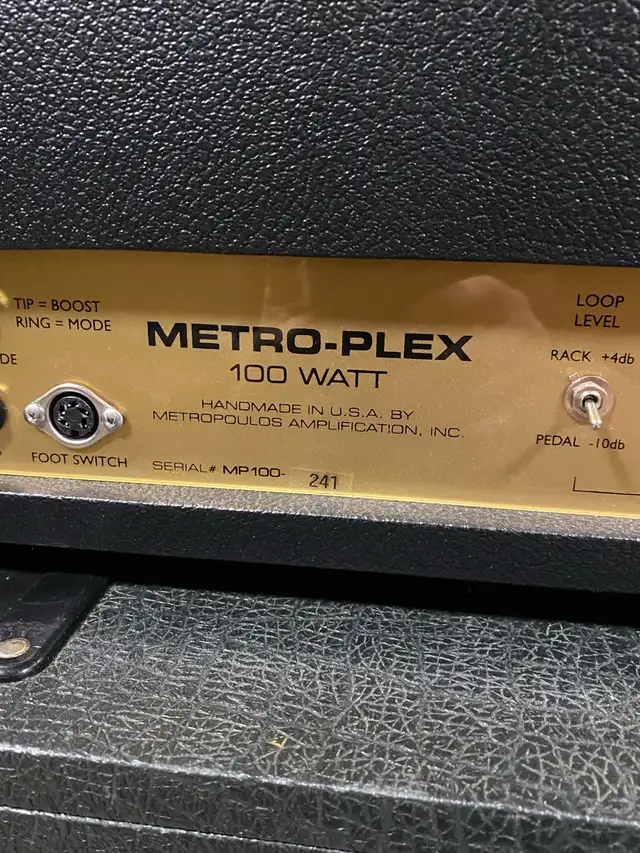 TIP = BOOST
RING = MODE
DE
FOOT SWITCH
METRO-PLEX
100 WATT
HANDMADE IN U.S.A. BY
METROPOULOS AMPLIFICATION, INC.
SERIAL# MP100- 241
LOOP
LEVEL
RACK +4db
PEDAL -10db